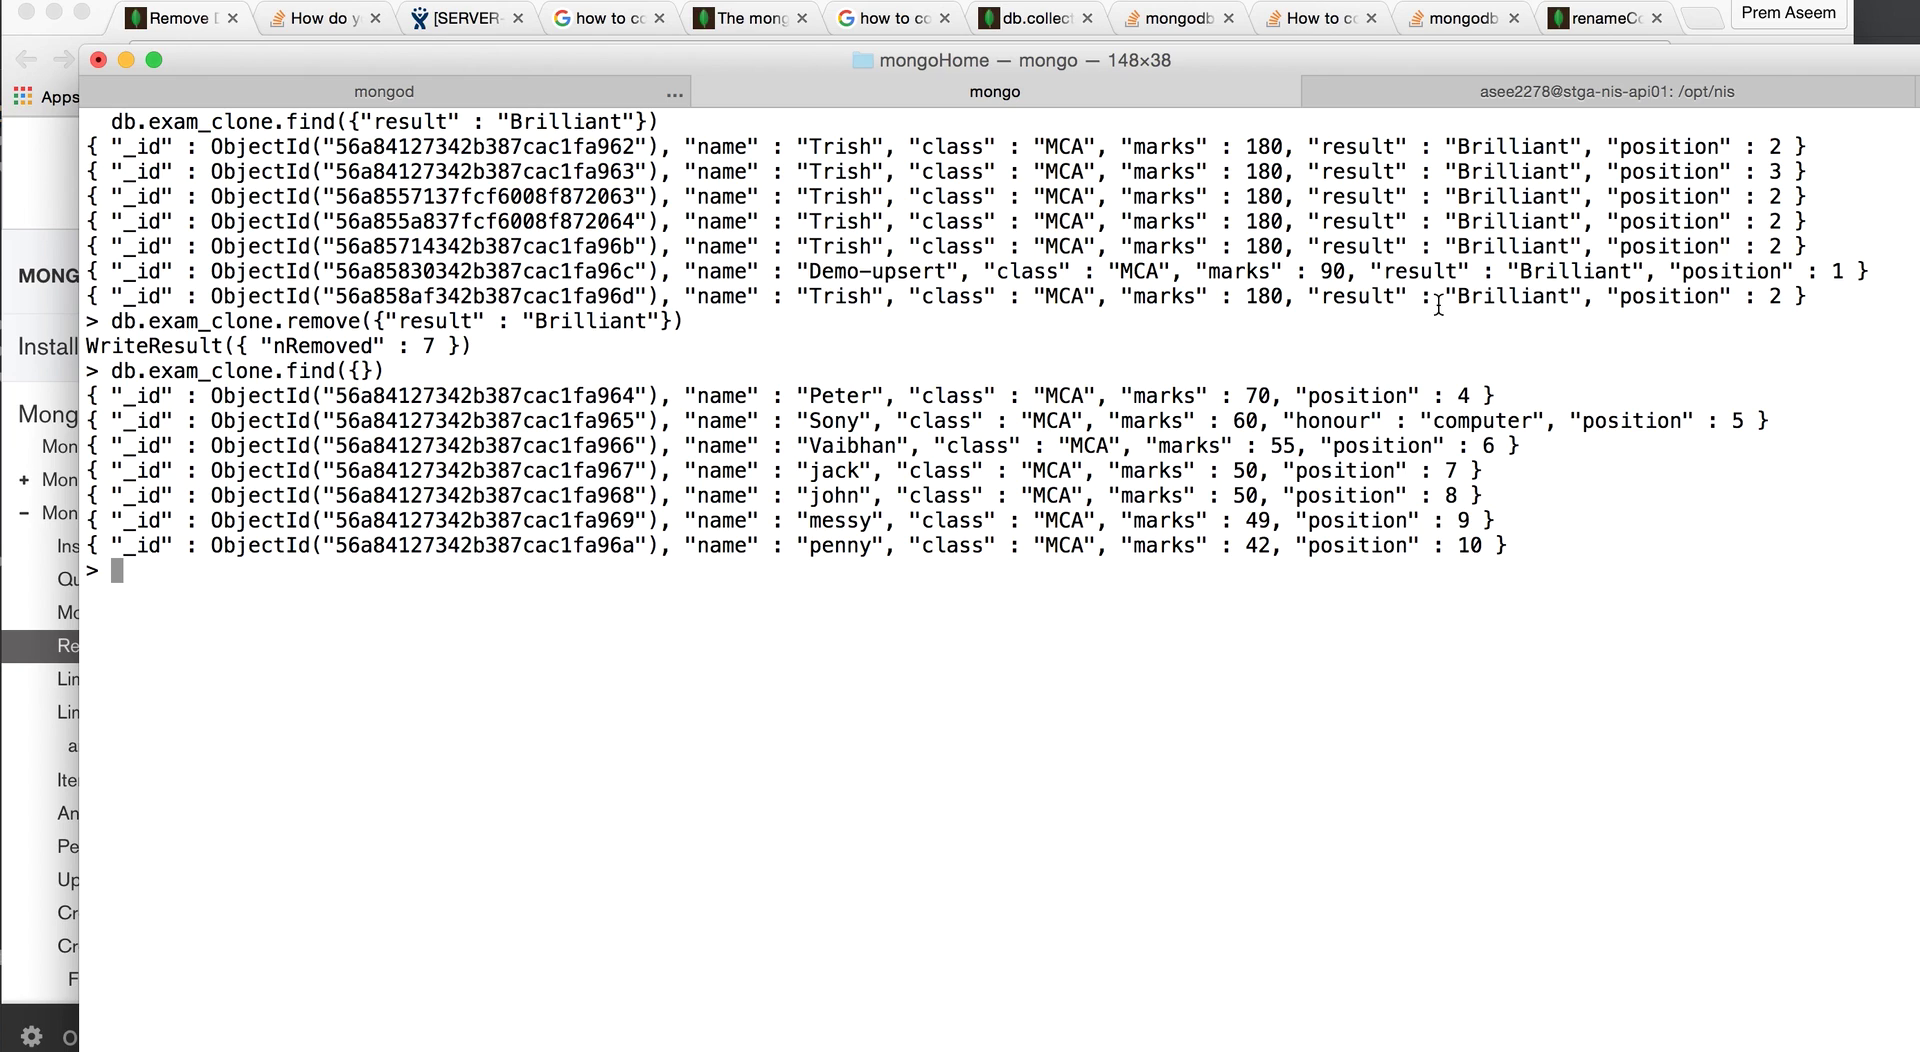 Remove D
How do y
[SERVER-
how to co
The mong
how to co
db.collec
mongodb
How to co
mongodb
renameCo
Prem Aseem
mongoHome — mongo — 148×38
Apps
mongod
...
mongo
asee2278@stga-nis-api01: /opt/nis
db.exam_clone.find({"result" : "Brilliant"})
{ "_id" : ObjectId("56a84127342b387cac1fa962"), "name" : "Trish", "class" : "MCA", "marks" : 180, "result" : "Brilliant", "position" : 2 }
{ "_id" : ObjectId("56a84127342b387cac1fa963"), "name" : "Trish", "class" : "MCA", "marks" : 180, "result" : "Brilliant", "position" : 3 }
{ "_id" : ObjectId("56a8557137fcf6008f872063"), "name" : "Trish", "class" : "MCA", "marks" : 180, "result" : "Brilliant", "position" : 2 }
{ "_id" : ObjectId("56a855a837fcf6008f872064"), "name" : "Trish", "class" : "MCA", "marks" : 180, "result" : "Brilliant", "position" : 2 }
{ "_id" : ObjectId("56a85714342b387cac1fa96b"), "name" : "Trish", "class" : "MCA", "marks" : 180, "result" : "Brilliant", "position" : 2 }
{ "_id" : ObjectId("56a85830342b387cac1fa96c"), "name" : "Demo-upsert", "class" : "MCA", "marks" : 90, "result" : "Brilliant", "position" : 1 }
{ "_id" : ObjectId("56a858af342b387cac1fa96d"), "name" : "Trish", "class" : "MCA", "marks" : 180, "result" : "Brilliant", "position" : 2 }
> db.exam_clone.remove({"result" : "Brilliant"})
WriteResult({ "nRemoved" : 7 })
> db.exam_clone.find({})
{ "_id" : ObjectId("56a84127342b387cac1fa964"), "name" : "Peter", "class" : "MCA", "marks" : 70, "position" : 4 }
{ "_id" : ObjectId("56a84127342b387cac1fa965"), "name" : "Sony", "class" : "MCA", "marks" : 60, "honour" : "computer", "position" : 5 }
{ "_id" : ObjectId("56a84127342b387cac1fa966"), "name" : "Vaibhan", "class" : "MCA", "marks" : 55, "position" : 6 }
{ "_id" : ObjectId("56a84127342b387cac1fa967"), "name" : "jack", "class" : "MCA", "marks" : 50, "position" : 7 }
{ "_id" : ObjectId("56a84127342b387cac1fa968"), "name" : "john", "class" : "MCA", "marks" : 50, "position" : 8 }
{ "_id" : ObjectId("56a84127342b387cac1fa969"), "name" : "messy", "class" : "MCA", "marks" : 49, "position" : 9 }
{ "_id" : ObjectId("56a84127342b387cac1fa96a"), "name" : "penny", "class" : "MCA", "marks" : 42, "position" : 10 }
>
MONG
Install
Mong
Mon
+ Mon
− Mon
Ins
Qu
Mo
Re
Lim
Lim
a
Ite
An
Pe
Up
Cr
Cr
F
O